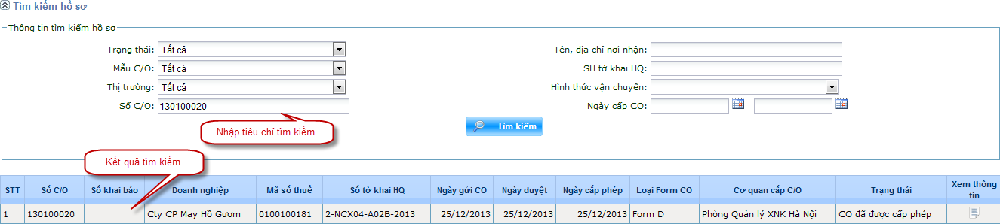 Tìm kiếm hồ sơ
Thông tin tìm kiếm hồ sơ
Trạng thái: Tất cả Tên, địa chỉ nơi nhận:
Mẫu C/O: Tất cả SH tờ khai HQ:
Thị trường: Tất cả Hình thức vận chuyển:
Số C/O: 130100020 Ngày cấp CO: -
Nhập tiêu chí tìm kiếm
Tìm kiếm
Kết quả tìm kiếm
STT Số C/O Số khai báo Doanh nghiệp Mã số thuế Số tờ khai HQ Ngày gửi CO Ngày duyệt Ngày cấp phép Loại Form CO Cơ quan cấp C/O Trạng thái Xem thông
tin
1 130100020 Cty CP May Hồ Gươm 0100100181 2-NCX04-A02B-2013 25/12/2013 25/12/2013 25/12/2013 Form D Phòng Quản lý XNK Hà Nội CO đã được cấp phép